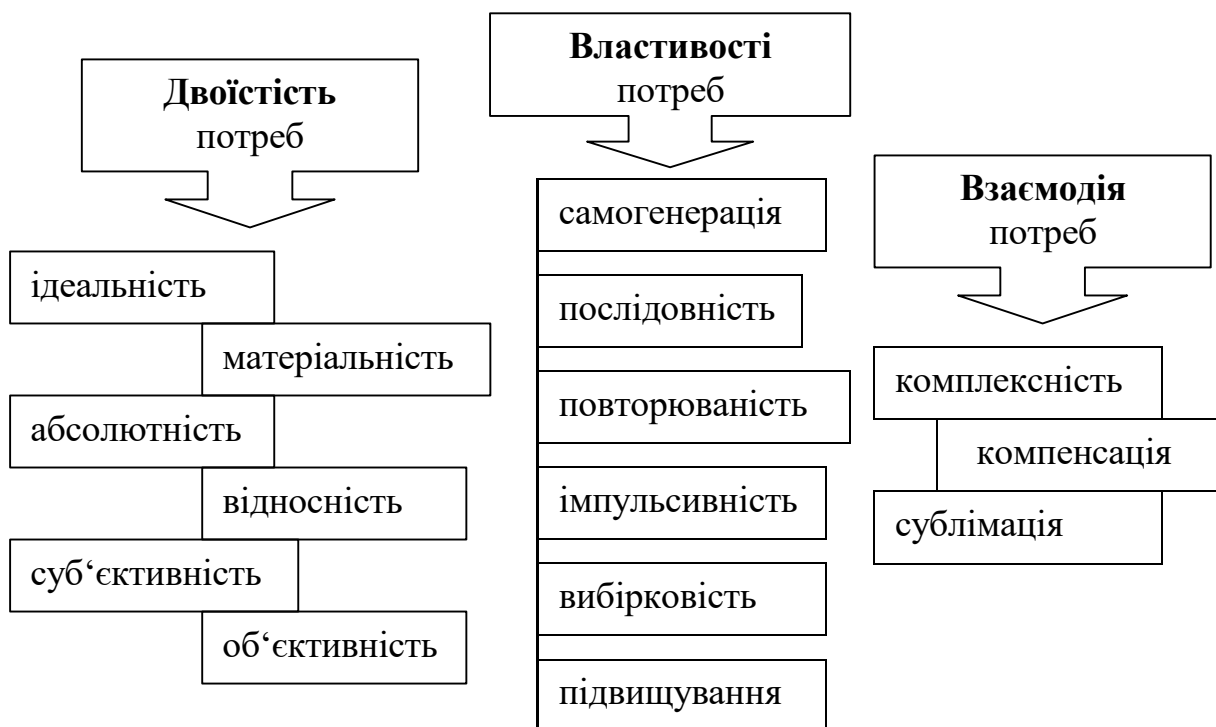 Двоїстість
потреб
ідеальність
матеріальність
абсолютність
відносність
суб‘єктивність
об‘єктивність
Властивості
потреб
самогенерація
послідовність
повторюваність
імпульсивність
вибірковість
підвищування
Взаємодія
потреб
комплексність
компенсація
сублімація